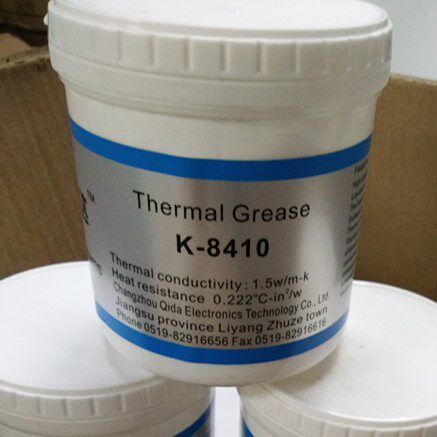 ™
Thermal Grease
K-8410
Thermal conductivity : 1.5w/m-k
Heat resistance 0.222℃-in²/w
Changzhou Qida Electronics Technology Co., Ltd.
Jiangsu province Liyang Zhuze town
Phone 0519-82916656 Fax 0519-82916616